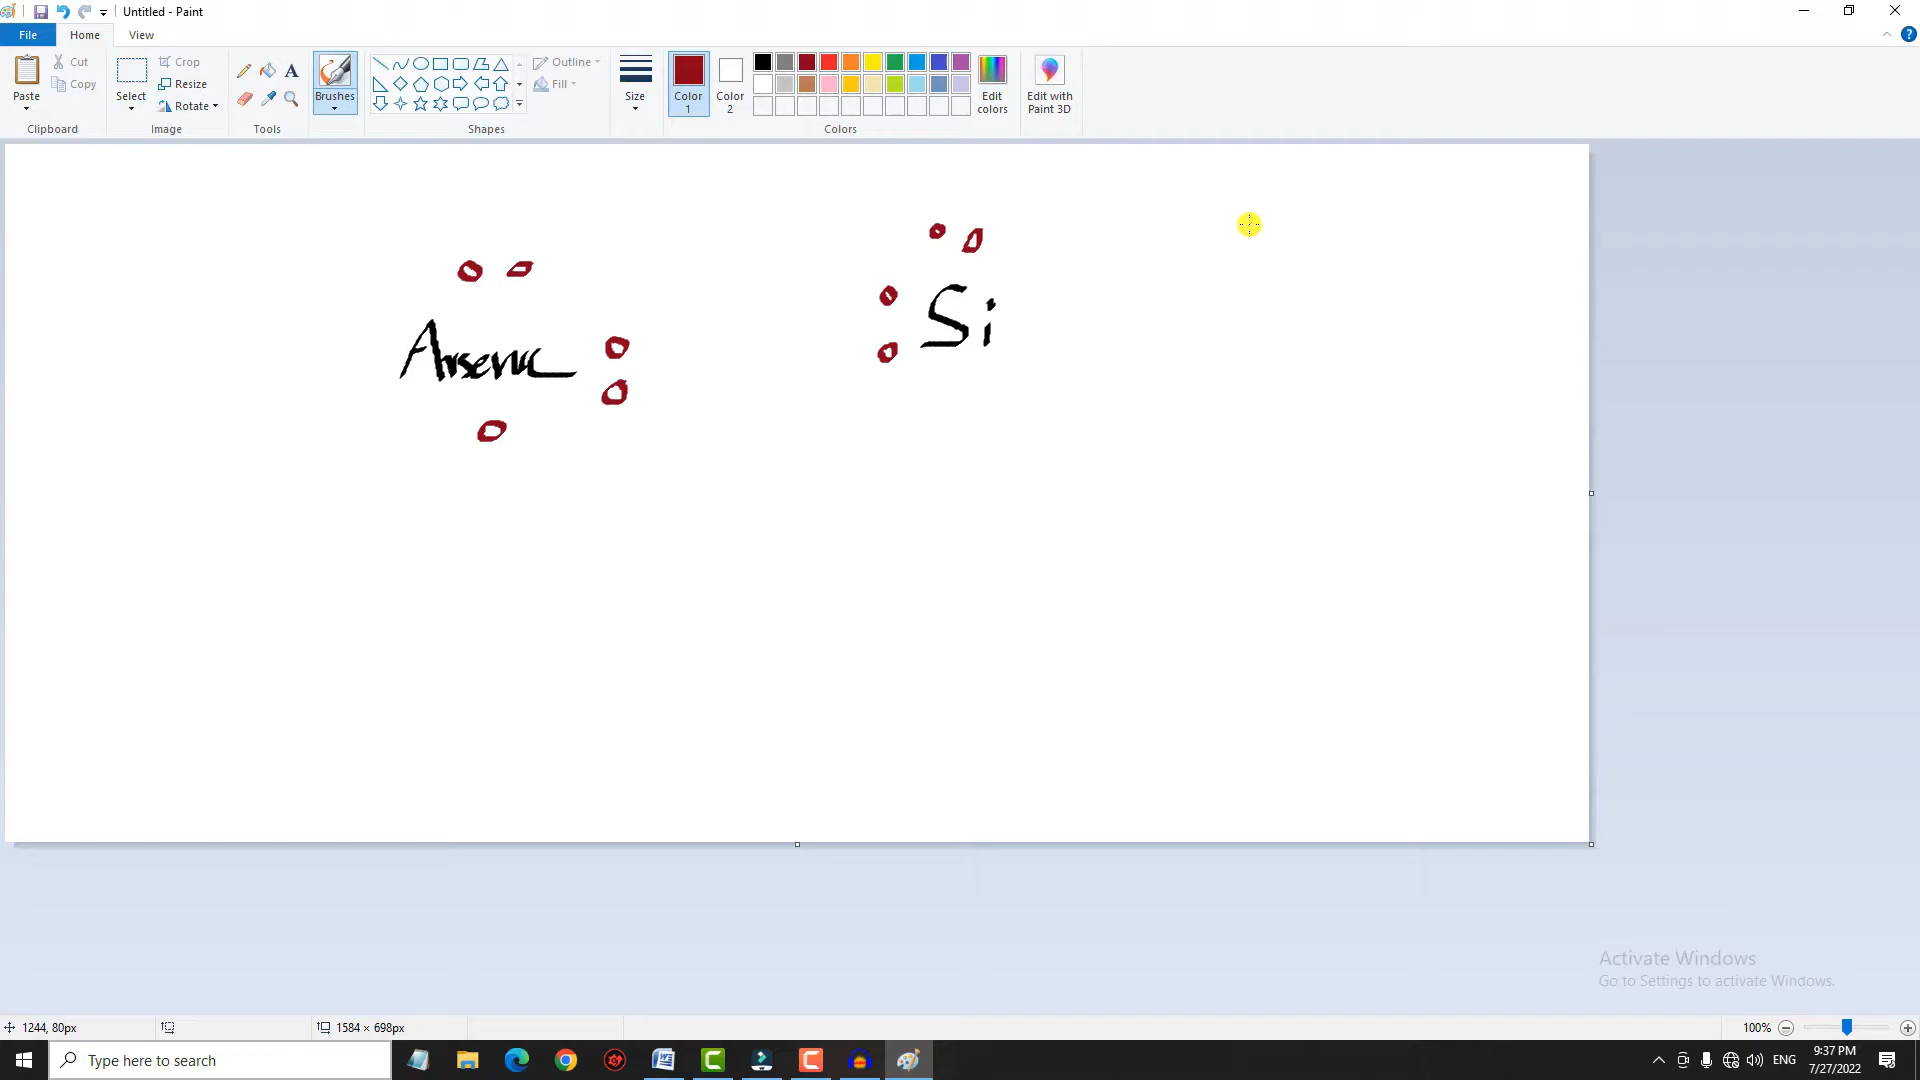 Untitled - Paint
File Home View
Paste
Cut
Copy
Clipboard
Select
Crop
Resize
Rotate
Image
Tools
Brushes
Shapes
Outline
Fill
Size
Color 1
Color 2
Colors
Edit colors
Edit with Paint 3D
Si
Activate Windows
Go to Settings to activate Windows.
1244, 80px
1584 × 698px
100%
Type here to search
ENG
9:37 PM
7/27/2022